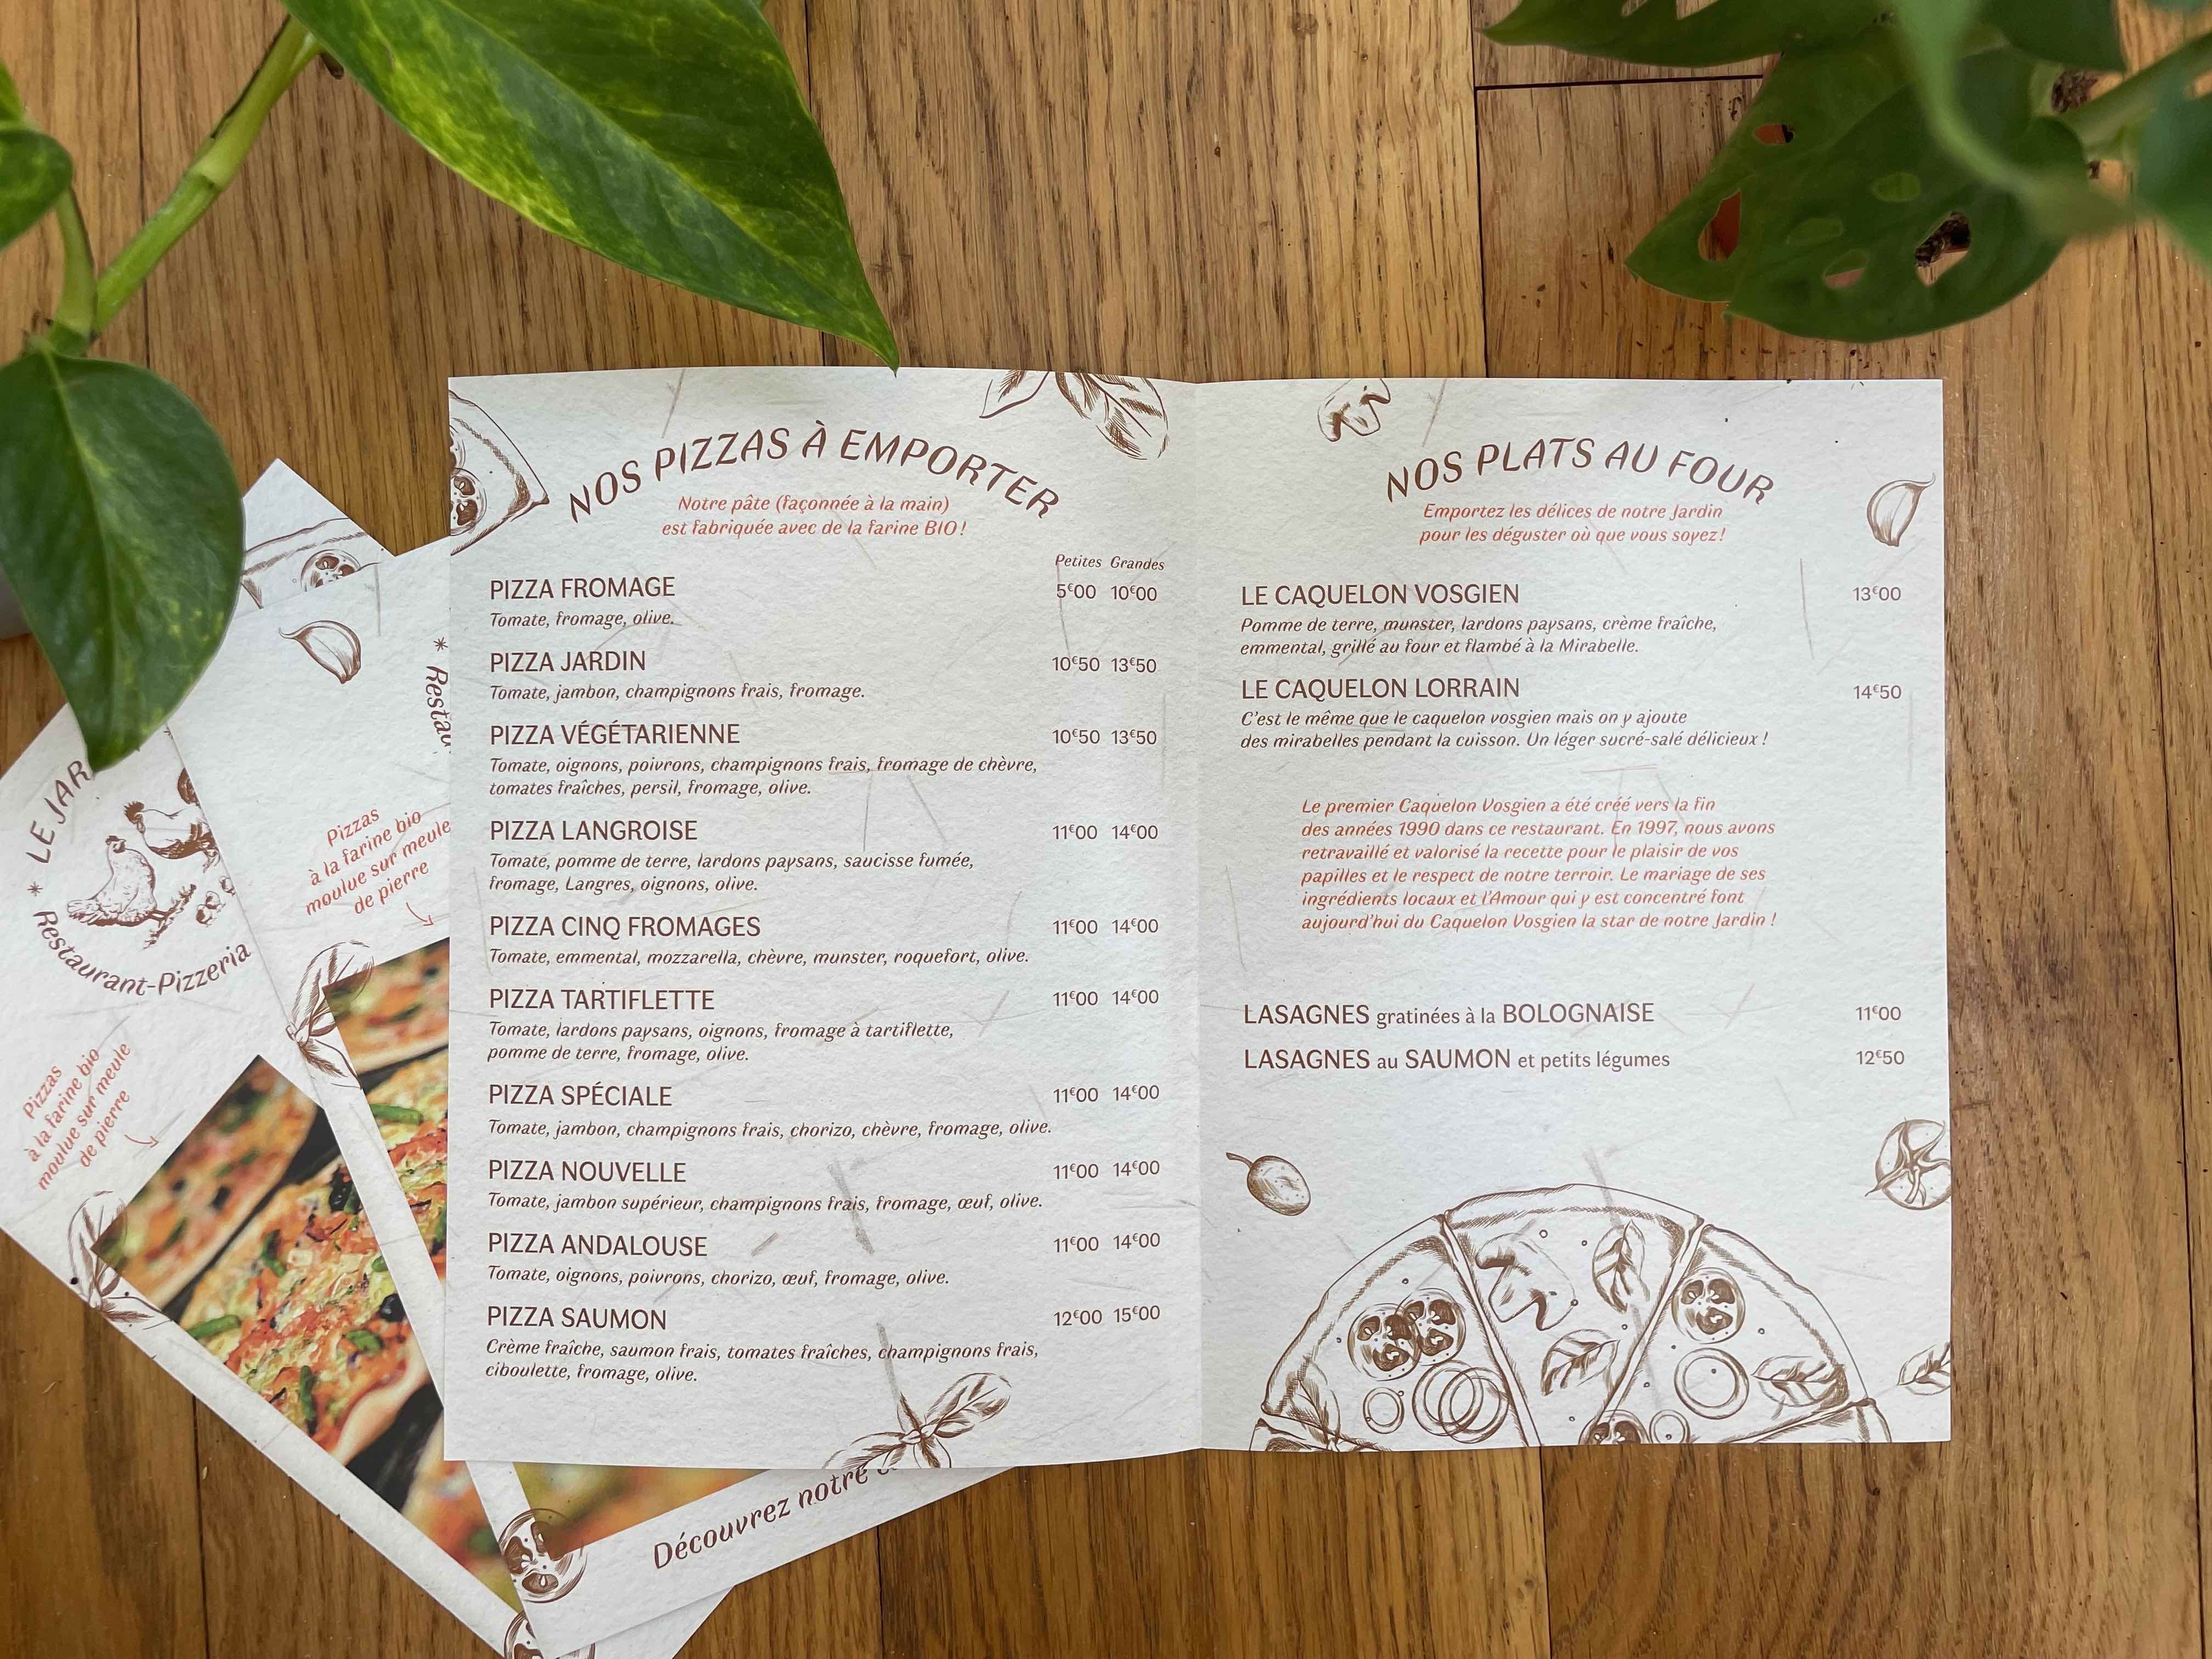 NOS PIZZAS À EMPORTER
Notre pâte (façonnée à la main)
est fabriquée avec de la farine BIO !
Petites Grandes
PIZZA FROMAGE 5€00 10€00
Tomate, fromage, olive.
PIZZA JARDIN 10€50 13€50
Tomate, jambon, champignons frais, fromage.
PIZZA VÉGÉTARIENNE 10€50 13€50
Tomate, oignons, poivrons, champignons frais, fromage de chèvre,
tomates fraîches, persil, fromage, olive.
PIZZA LANGROISE 11€00 14€00
Tomate, pomme de terre, lardons paysans, saucisse fumée,
fromage, Langres, oignons, olive.
PIZZA CINQ FROMAGES 11€00 14€00
Tomate, emmental, mozzarella, chèvre, munster, roquefort, olive.
PIZZA TARTIFLETTE 11€00 14€00
Tomate, lardons paysans, oignons, fromage à tartiflette,
pomme de terre, fromage, olive.
PIZZA SPÉCIALE 11€00 14€00
Tomate, jambon, champignons frais, chorizo, chèvre, fromage, olive.
PIZZA NOUVELLE 11€00 14€00
Tomate, jambon supérieur, champignons frais, fromage, œuf, olive.
PIZZA ANDALOUSE 11€00 14€00
Tomate, oignons, poivrons, chorizo, œuf, fromage, olive.
PIZZA SAUMON 12€00 15€00
Crème fraîche, saumon frais, tomates fraîches, champignons frais,
ciboulette, fromage, olive.
NOS PLATS AU FOUR
Emportez les délices de notre Jardin
pour les déguster où que vous soyez !
LE CAQUELON VOSGIEN 13€00
Pomme de terre, munster, lardons paysans, crème fraîche,
emmental, grillé au four et flambé à la Mirabelle.
LE CAQUELON LORRAIN 14€50
C'est le même que le caquelon vosgien mais on y ajoute
des mirabelles pendant la cuisson. Un léger sucré-salé délicieux !
Le premier Caquelon Vosgien a été créé vers la fin
des années 1990 dans ce restaurant. En 1997, nous avons
retravaillé et valorisé la recette pour le plaisir de vos
papilles et le respect de notre terroir. Le mariage de ses
ingrédients locaux et l'Amour qui y est concentré font
aujourd'hui du Caquelon Vosgien la star de notre Jardin !
LASAGNES gratinées à la BOLOGNAISE 11€00
LASAGNES au SAUMON et petits légumes 12€50
* LE JAR
* Restaurant-Pizzeria
Pizzas
à la farine bio
moulue sur meule
de pierre
* Restau
Pizzas
à la farine bio
moulue sur meule
de pierre
Découvrez notre